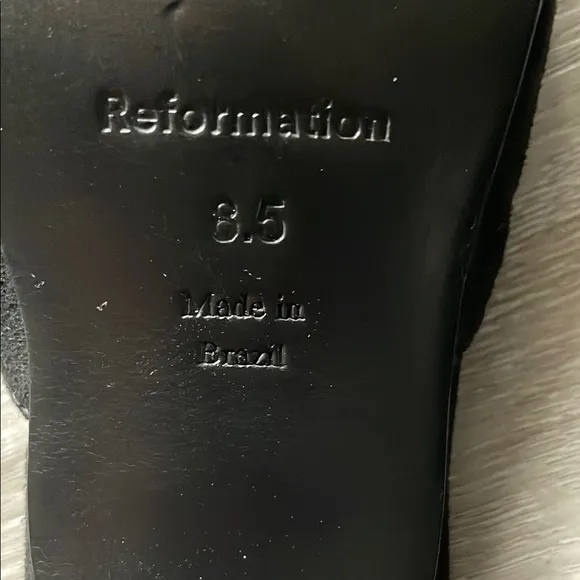 Reformation
8.5
Made in
Brazil